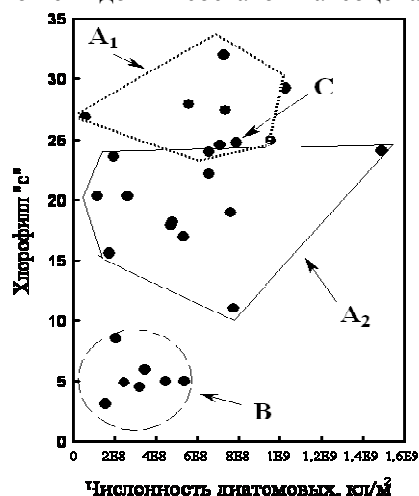 A1
C
A2
B
35
30
25
20
15
10
5
0
Хлорофилл "с"
0 2E8 4E8 6E8 8E8 1E9 1,2E9 1,4E9 1,6E9
Численность диатомовых, кл/м2